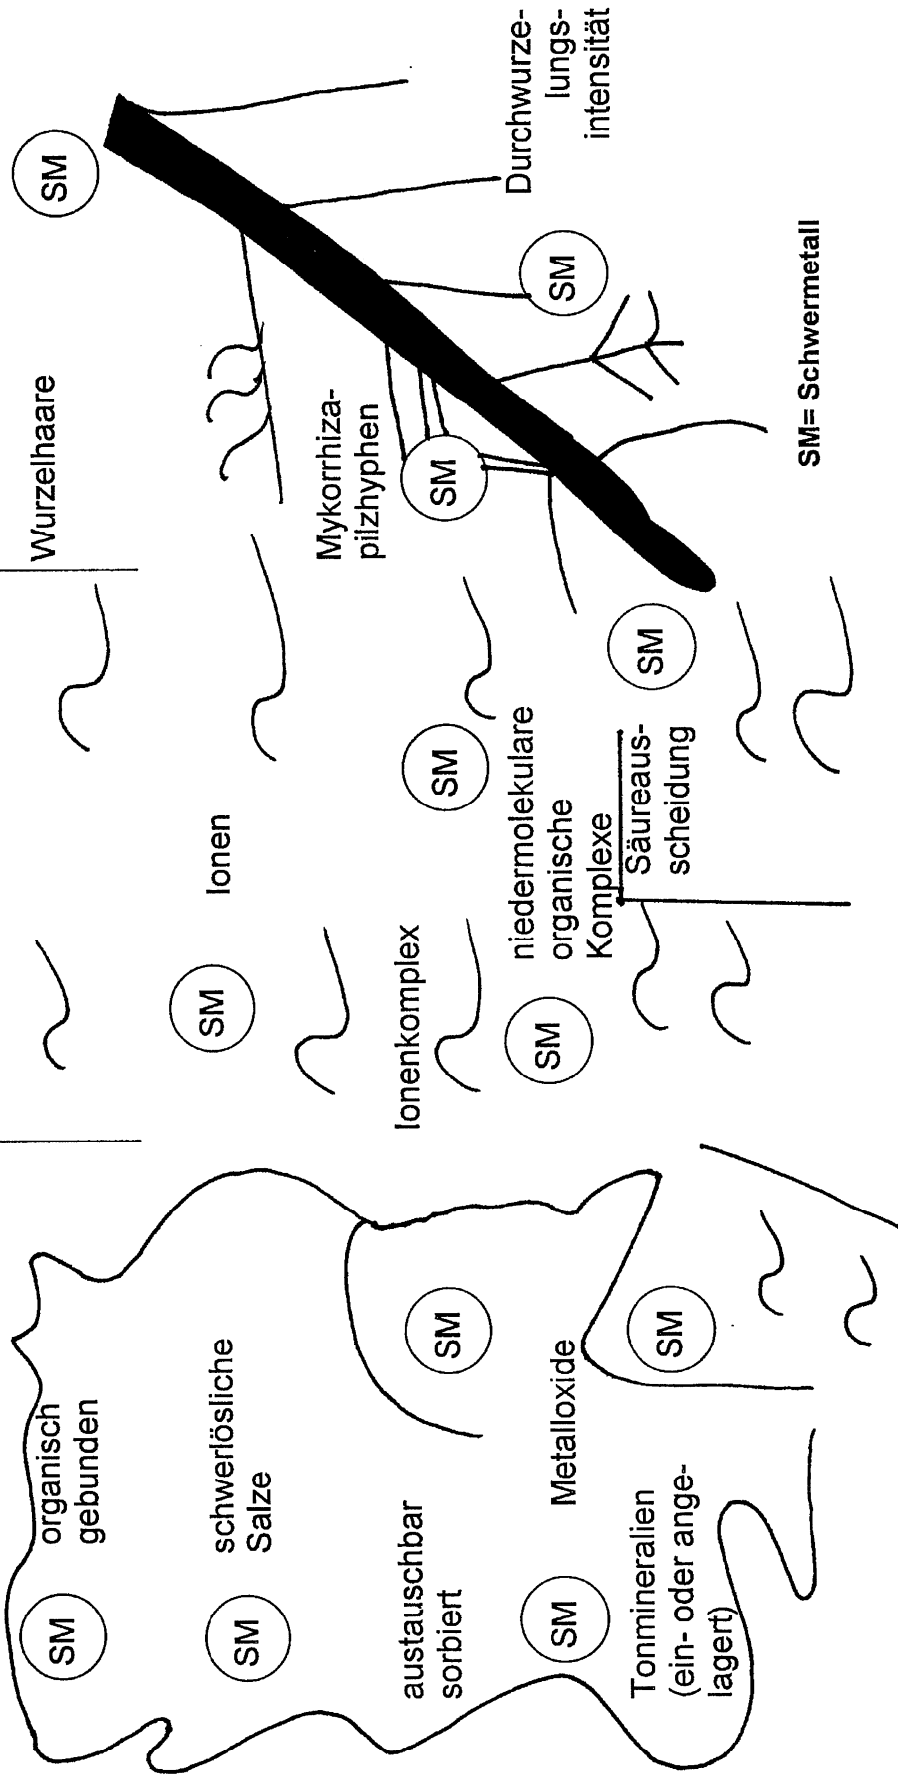 SM
organisch
gebunden
SM
schwerlösliche
Salze
austauschbar
sorbiert
SM
SM
Metalloxide
Tonmineralien
(ein- oder ange-
lagert)
SM
SM
Ionen
Ionenkomplex
SM
SM
niedermolekulare
organische
Komplexe
Säureaus-
scheidung
SM
Wurzelhaare
SM
Mykorrhiza-
pilzhyphen
SM
SM
Durchwurze-
lungs-
intensität
SM= Schwermetall